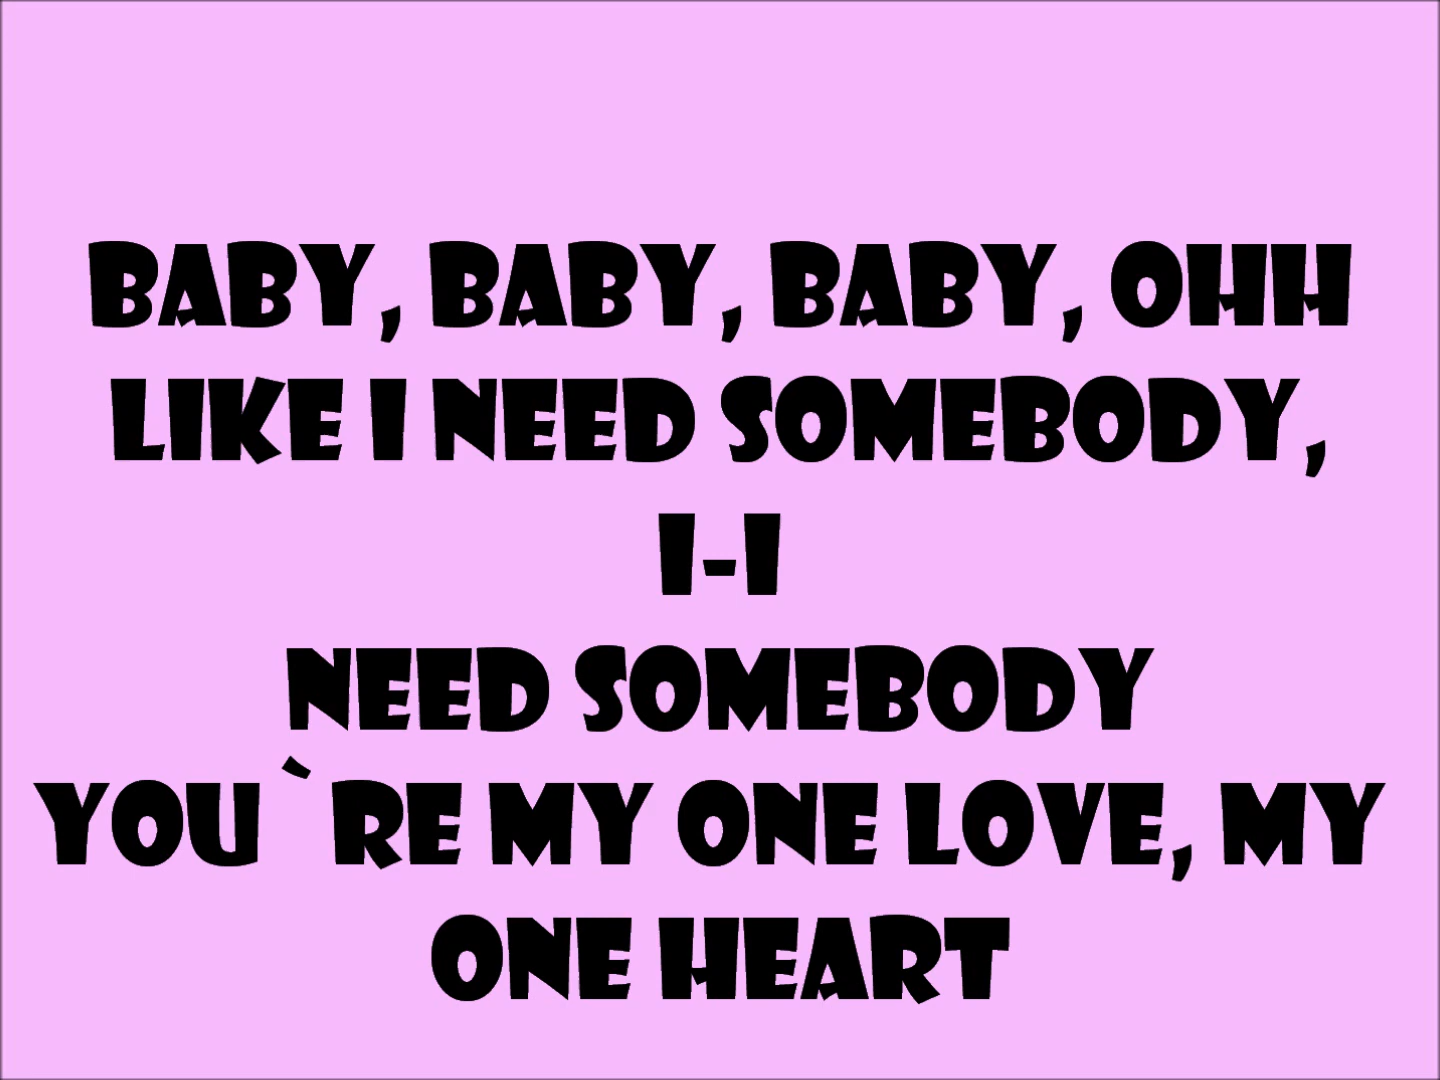 BABY, BABY, BABY, OHH
LIKE I NEED SOMEBODY,
I-I
NEED SOMEBODY
YOU`RE MY ONE LOVE, MY
ONE HEART